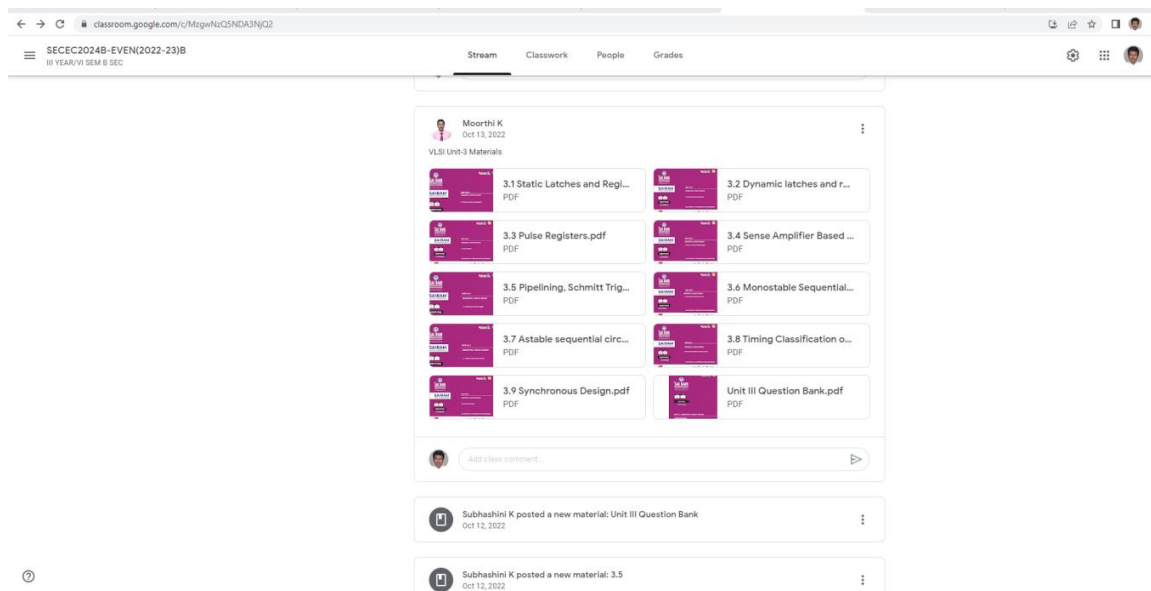 classroom.google.com/c/MzgwNzQ5NDA3NjQ2
SECEC2024B-EVEN(2022-23)B
III YEAR/VI SEM B SEC
Stream
Classwork
People
Grades
Moorthi K
Oct 13, 2022
VLSI Unit-3 Materials
3.1 Static Latches and Regi...
PDF
3.2 Dynamic latches and r...
PDF
3.3 Pulse Registers.pdf
PDF
3.4 Sense Amplifier Based ...
PDF
3.5 Pipelining, Schmitt Trig...
PDF
3.6 Monostable Sequential...
PDF
3.7 Astable sequential circ...
PDF
3.8 Timing Classification o...
PDF
3.9 Synchronous Design.pdf
PDF
Unit III Question Bank.pdf
PDF
Add class comment...
Subhashini K posted a new material: Unit III Question Bank
Oct 12, 2022
Subhashini K posted a new material: 3.5
Oct 12, 2022